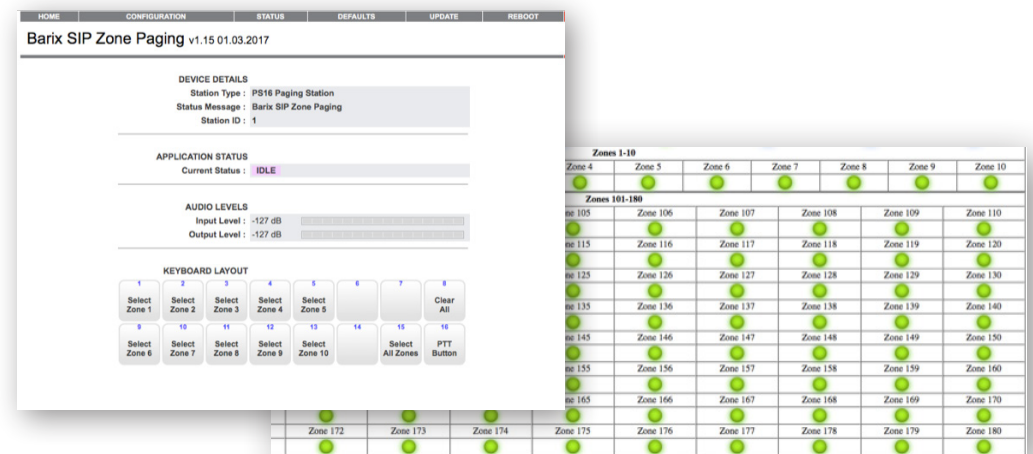 HOME CONFIGURATION STATUS DEFAULTS UPDATE REBOOT
Barix SIP Zone Paging v1.15 01.03.2017
DEVICE DETAILS
Station Type : PS16 Paging Station
Status Message : Barix SIP Zone Paging
Station ID : 1
APPLICATION STATUS
Current Status : IDLE
AUDIO LEVELS
Input Level : -127 dB
Output Level : -127 dB
KEYBOARD LAYOUT
1 2 3 4 5 6 7 8
Select Select Select Select Select Clear
Zone 1 Zone 2 Zone 3 Zone 4 Zone 5 All
9 10 11 12 13 14 15 16
Select Select Select Select Select Select PTT
Zone 6 Zone 7 Zone 8 Zone 9 Zone 10 All Zones Button
Zones 1-10
Zone 4 Zone 5 Zone 6 Zone 7 Zone 8 Zone 9 Zone 10
Zones 101-180
ne 105 Zone 106 Zone 107 Zone 108 Zone 109 Zone 110
ne 115 Zone 116 Zone 117 Zone 118 Zone 119 Zone 120
ne 125 Zone 126 Zone 127 Zone 128 Zone 129 Zone 130
ne 135 Zone 136 Zone 137 Zone 138 Zone 139 Zone 140
ne 145 Zone 146 Zone 147 Zone 148 Zone 149 Zone 150
ne 155 Zone 156 Zone 157 Zone 158 Zone 159 Zone 160
ne 165 Zone 166 Zone 167 Zone 168 Zone 169 Zone 170
Zone 172 Zone 173 Zone 174 Zone 175 Zone 176 Zone 177 Zone 178 Zone 179 Zone 180